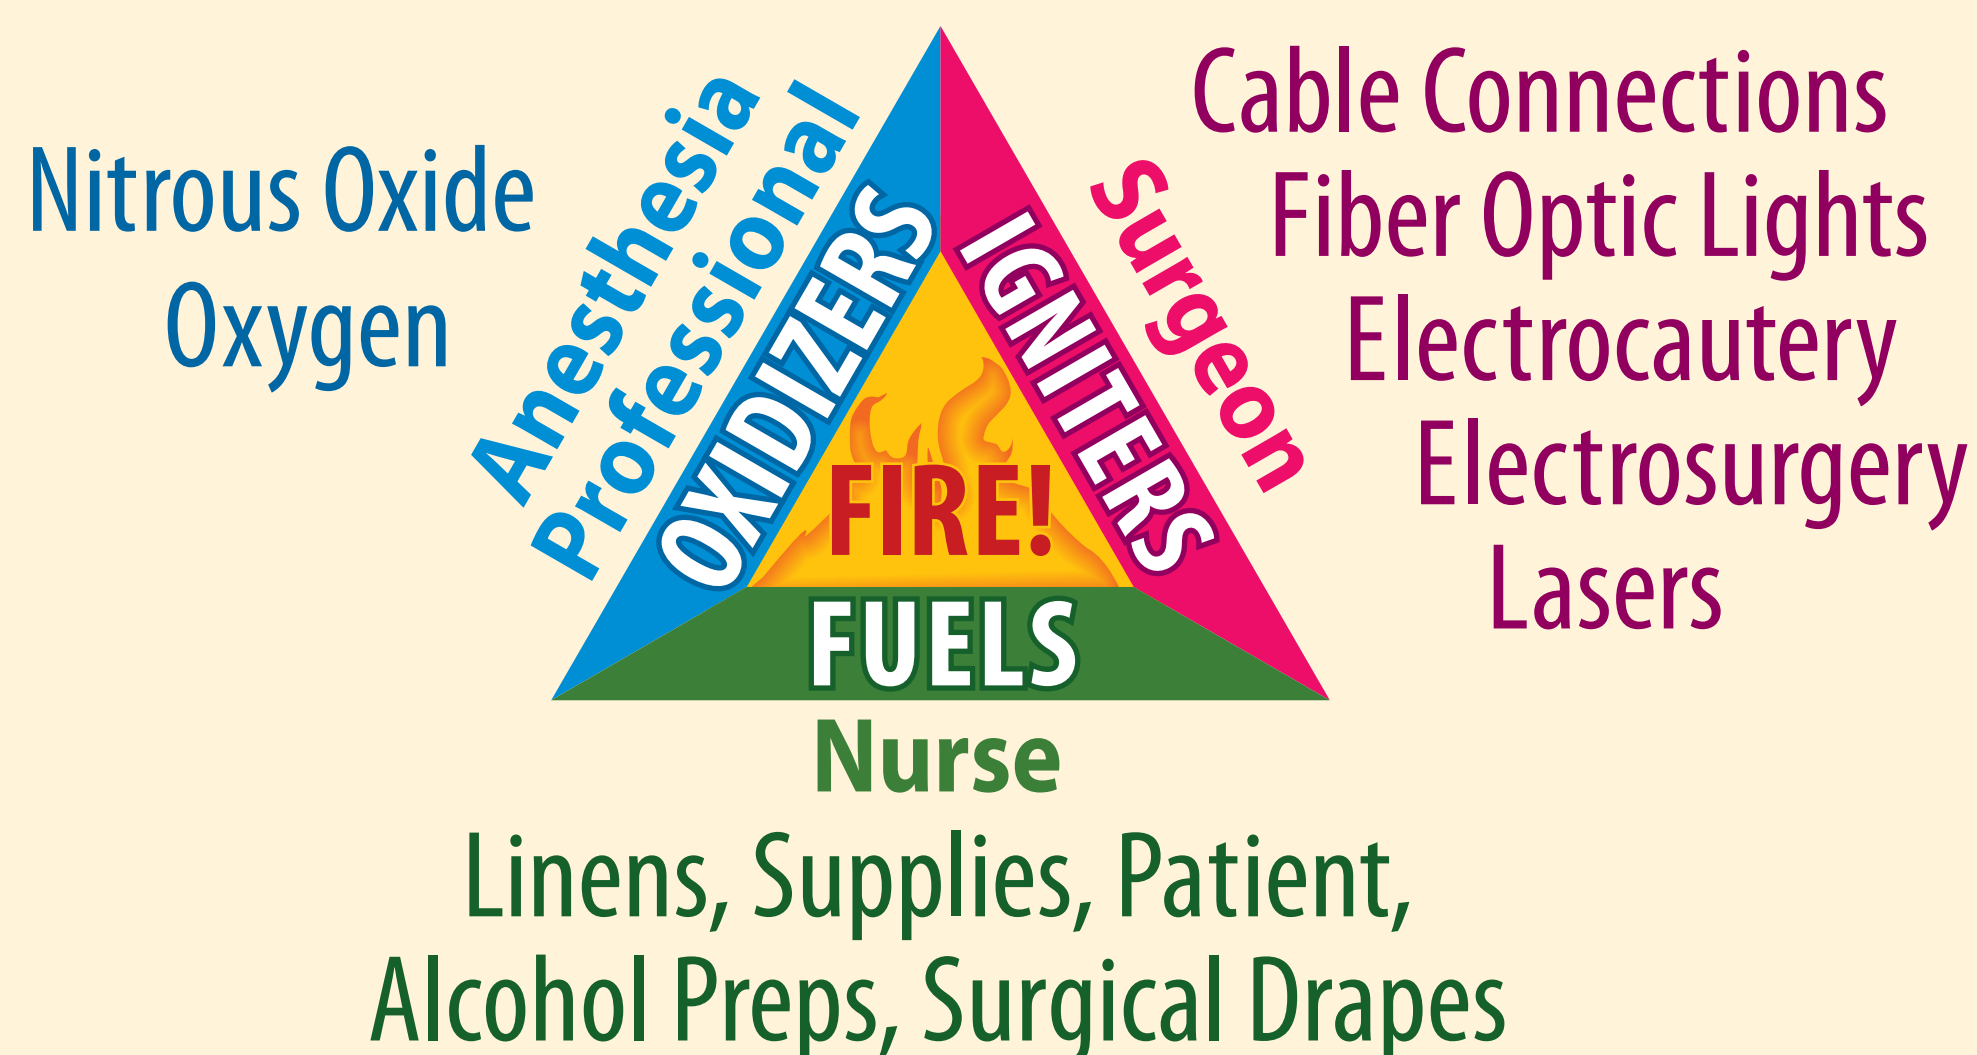 Nitrous Oxide
Oxygen
Anesthesia
Professional
OXIDIZERS
IGNITERS
Surgeon
Cable Connections
Fiber Optic Lights
Electrocautery
Electrosurgery
Lasers
FIRE!
FUELS
Nurse
Linens, Supplies, Patient,
Alcohol Preps, Surgical Drapes